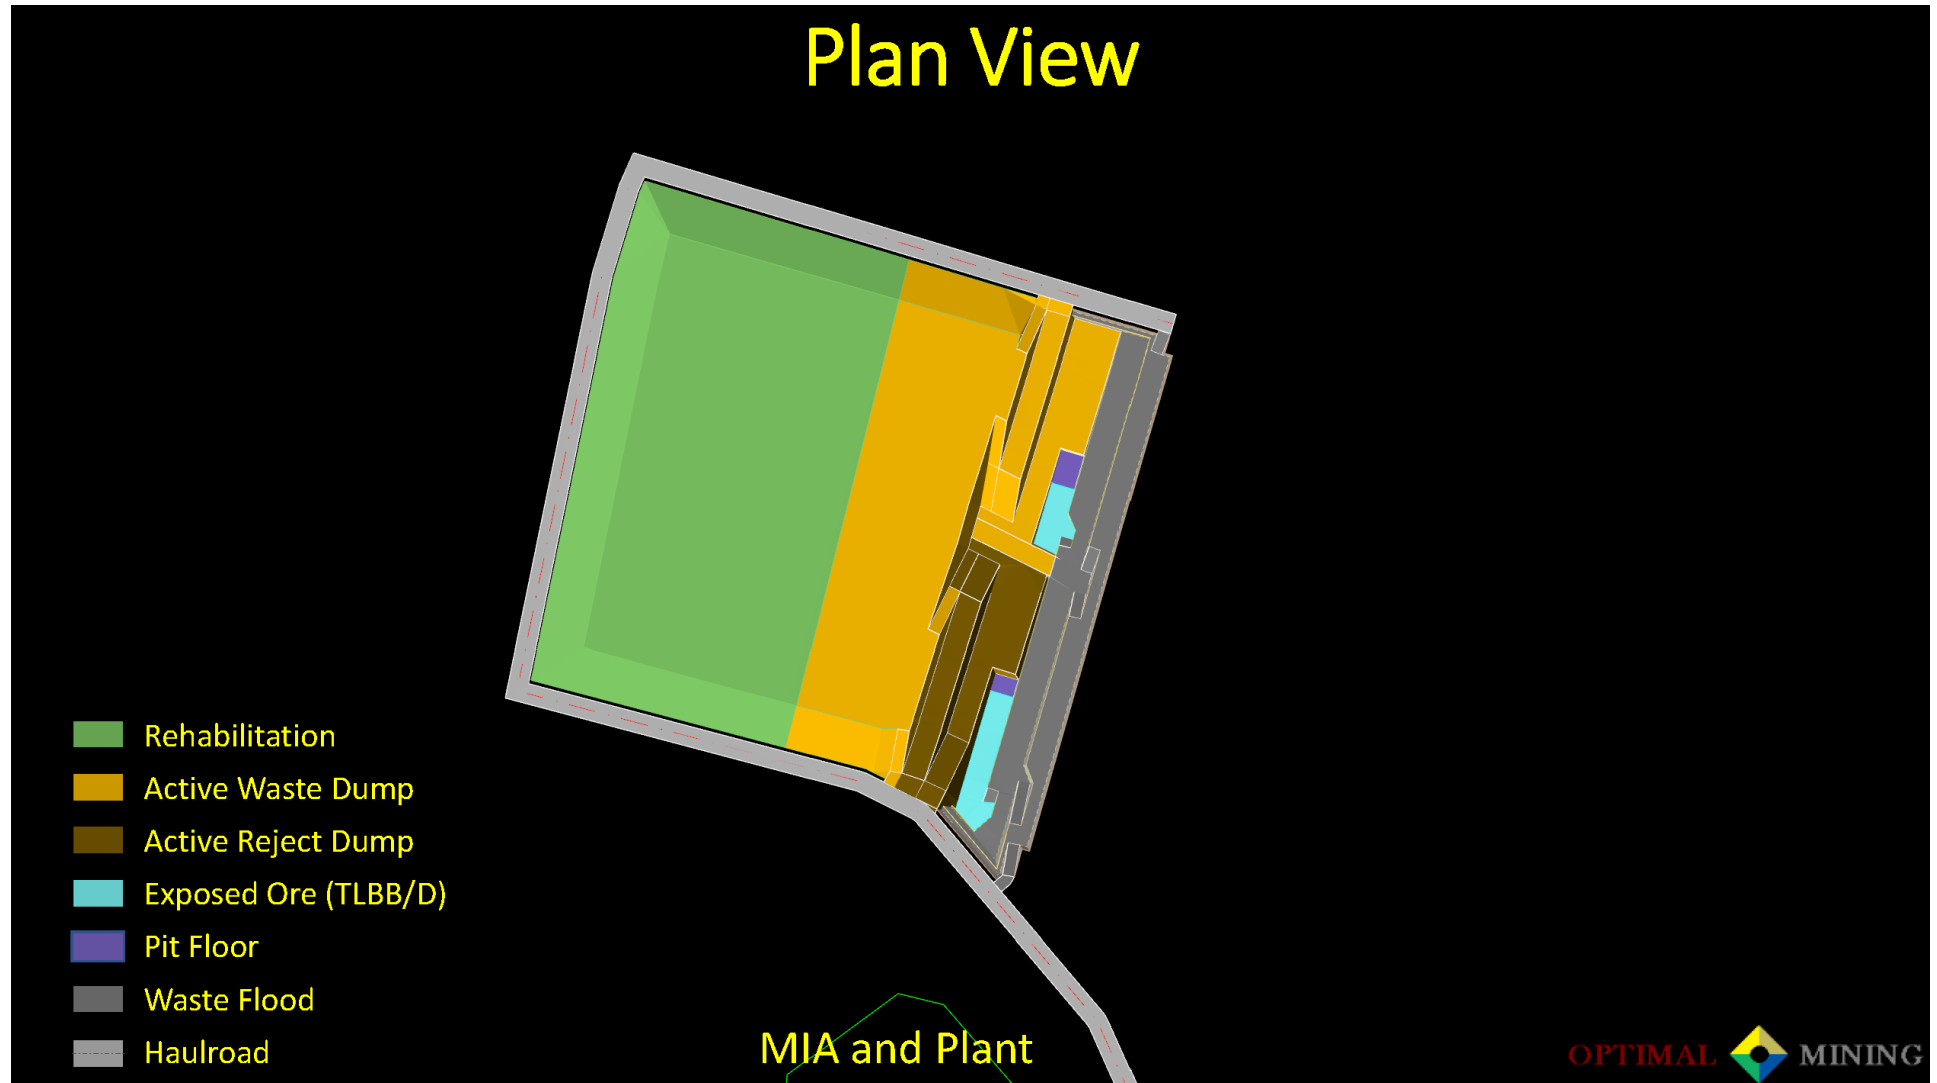 Plan View
Rehabilitation
Active Waste Dump
Active Reject Dump
Exposed Ore (TLBB/D)
Pit Floor
Waste Flood
Haulroad
MIA and Plant
OPTIMAL MINING